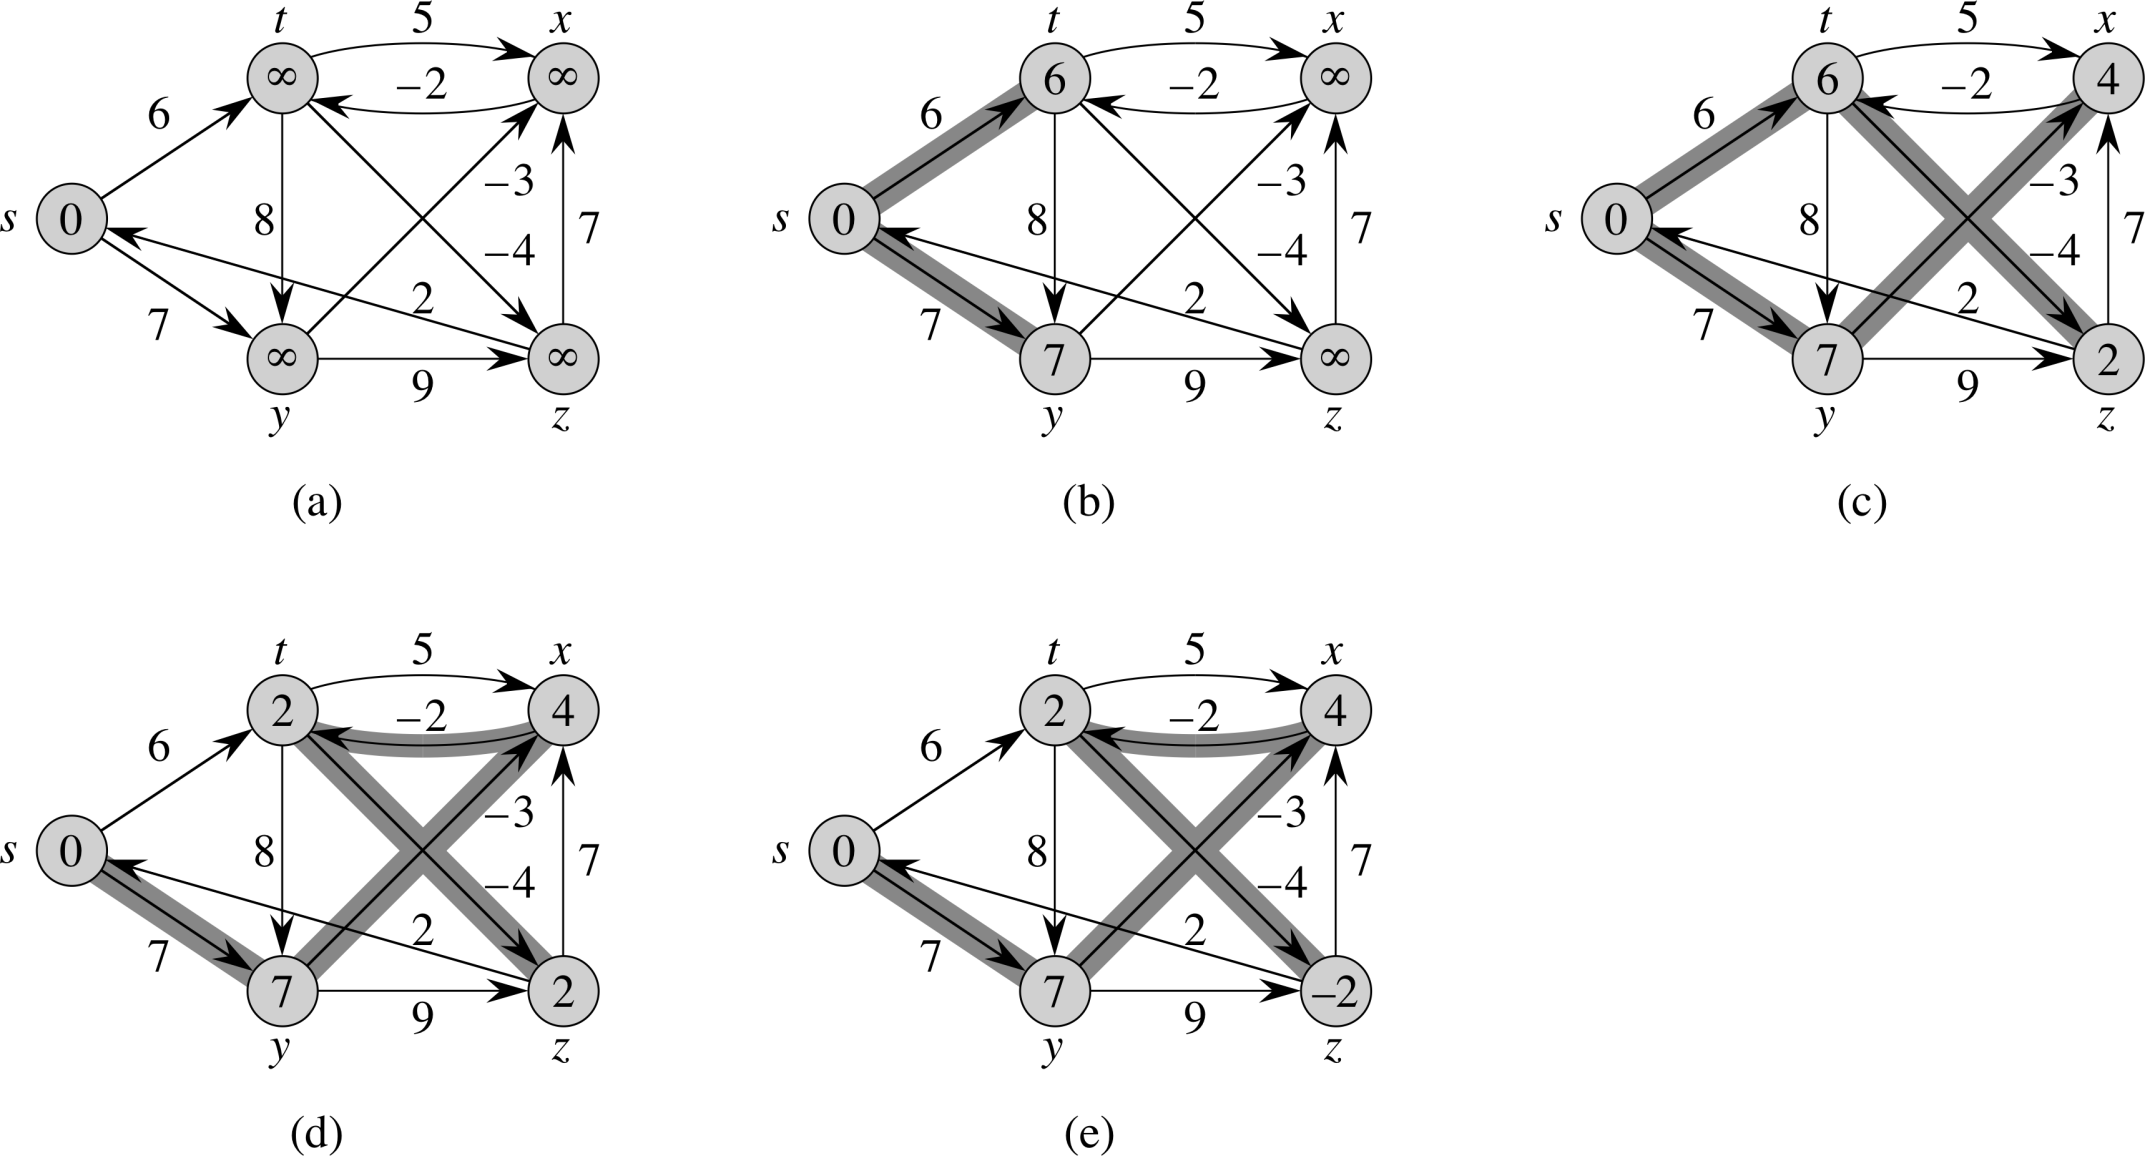 t 5 x t 5 x t 5 x
∞ −2 ∞ 6 −2 ∞ 6 −2 4
6 6 6
−3 −3 −3
s 0 8 7 s 0 8 7 s 0 8 7
−4 −4 −4
7 2 7 2 7 2
∞ 9 ∞ 7 9 ∞ 7 9 2
y z y z y z
(a) (b) (c)
t 5 x t 5 x
2 −2 4 2 −2 4
6 6
−3 −3
s 0 8 7 s 0 8 7
−4 −4
7 2 7 2
7 9 2 7 9 −2
y z y z
(d) (e)